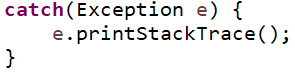 catch(Exception e) {
    e.printStackTrace();
}